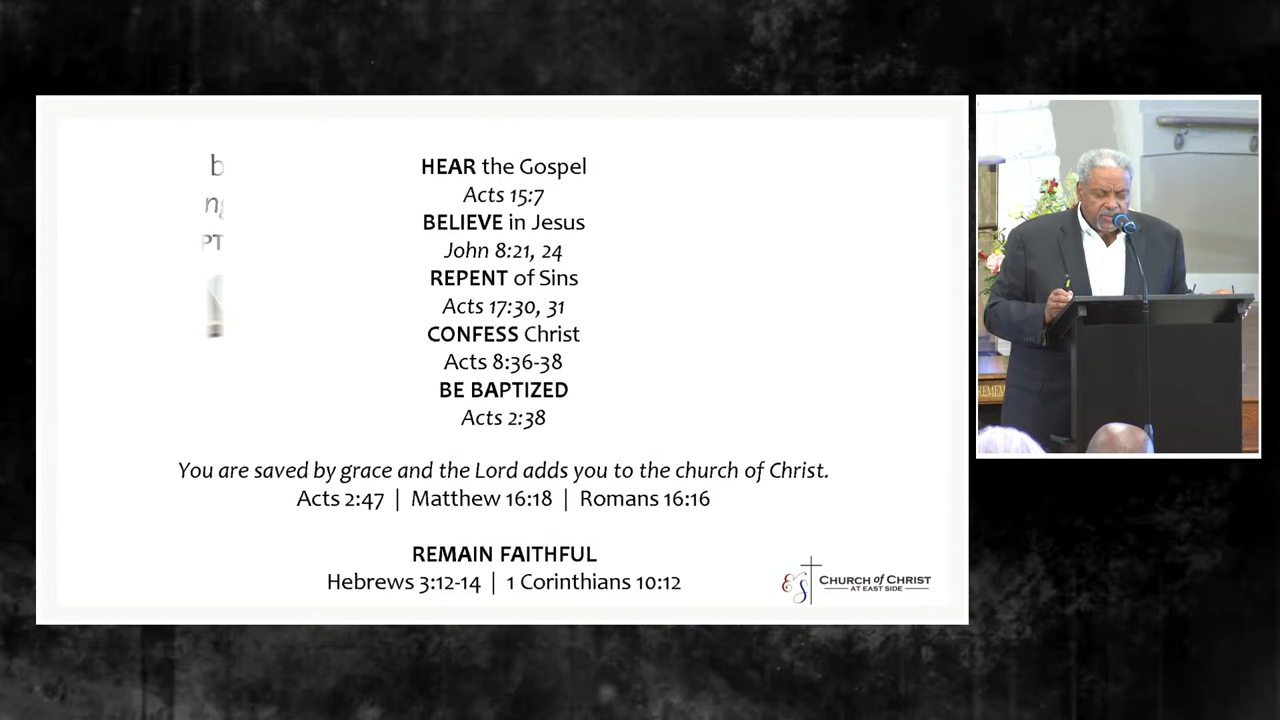 HEAR the Gospel
Acts 15:7
BELIEVE in Jesus
John 8:21, 24
REPENT of Sins
Acts 17:30, 31
CONFESS Christ
Acts 8:36-38
BE BAPTIZED
Acts 2:38
You are saved by grace and the Lord adds you to the church of Christ.
Acts 2:47 | Matthew 16:18 | Romans 16:16
REMAIN FAITHFUL
Hebrews 3:12-14 | 1 Corinthians 10:12
ES CHURCH of CHRIST
AT EAST SIDE